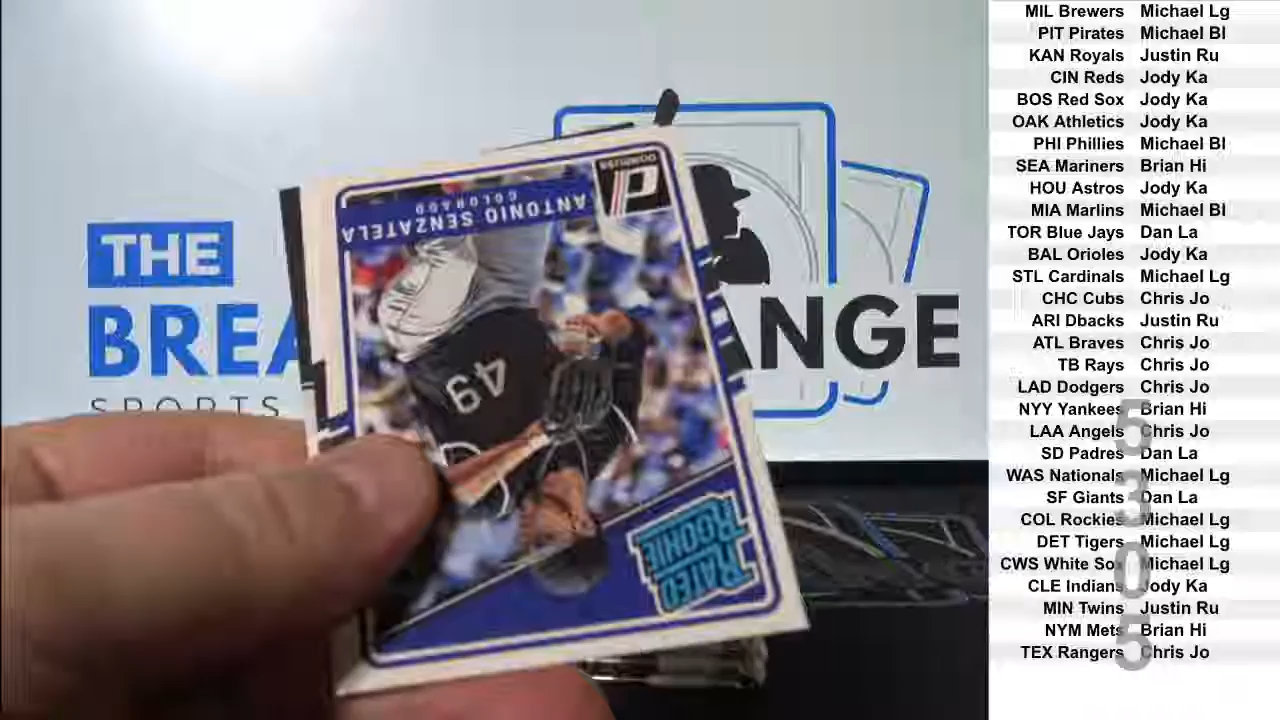 THE
BREA
ANGE
SPORTS
DONRUSS
ANTONIO SENZATELA
COLORADO
49
RATED
ROOKIE
MIL Brewers Michael Lg
PIT Pirates Michael Bl
KAN Royals Justin Ru
CIN Reds Jody Ka
BOS Red Sox Jody Ka
OAK Athletics Jody Ka
PHI Phillies Michael Bl
SEA Mariners Brian Hi
HOU Astros Jody Ka
MIA Marlins Michael Bl
TOR Blue Jays Dan La
BAL Orioles Jody Ka
STL Cardinals Michael Lg
CHC Cubs Chris Jo
ARI Dbacks Justin Ru
ATL Braves Chris Jo
TB Rays Chris Jo
LAD Dodgers Chris Jo
NYY Yankees Brian Hi
LAA Angels Chris Jo
SD Padres Dan La
WAS Nationals Michael Lg
SF Giants Dan La
COL Rockies Michael Lg
DET Tigers Michael Lg
CWS White Sox Michael Lg
CLE Indians Jody Ka
MIN Twins Justin Ru
NYM Mets Brian Hi
TEX Rangers Chris Jo
5305